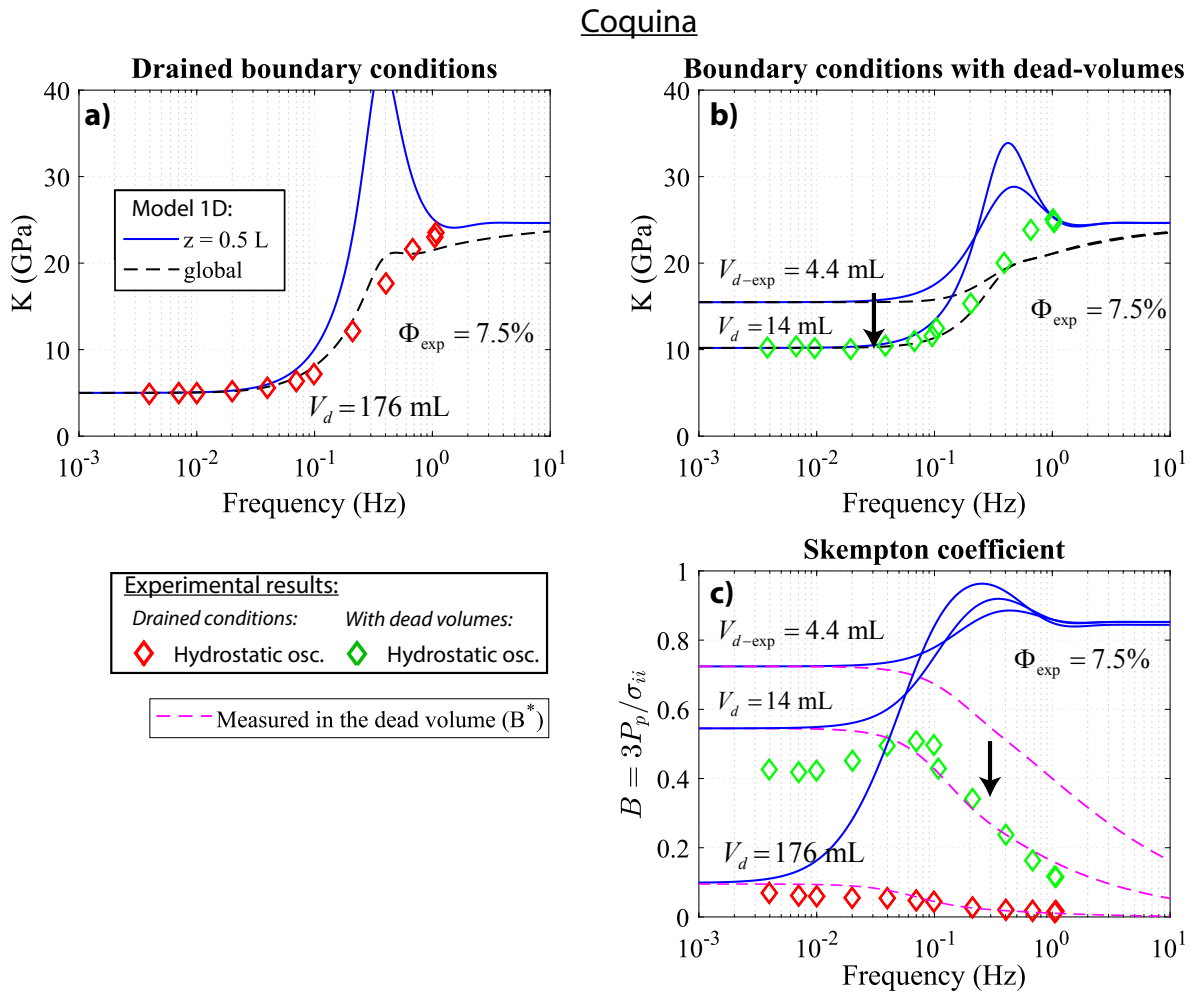 Coquina
Drained boundary conditions
a)
40
30
20
10
0
K (GPa)
Model 1D:
z = 0.5 L
global
Φexp = 7.5%
Vd = 176 mL
10⁻³ 10⁻² 10⁻¹ 10⁰ 10¹
Frequency (Hz)
Boundary conditions with dead-volumes
b)
40
30
20
10
0
K (GPa)
Vd−exp = 4.4 mL
Vd = 14 mL
Φexp = 7.5%
10⁻³ 10⁻² 10⁻¹ 10⁰ 10¹
Frequency (Hz)
Experimental results:
Drained conditions: With dead volumes:
Hydrostatic osc. Hydrostatic osc.
Measured in the dead volume (B*)
Skempton coefficient
c)
1
0.8
0.6
0.4
0.2
0
B = 3Pp/σii
Vd−exp = 4.4 mL
Φexp = 7.5%
Vd = 14 mL
Vd = 176 mL
10⁻³ 10⁻² 10⁻¹ 10⁰ 10¹
Frequency (Hz)